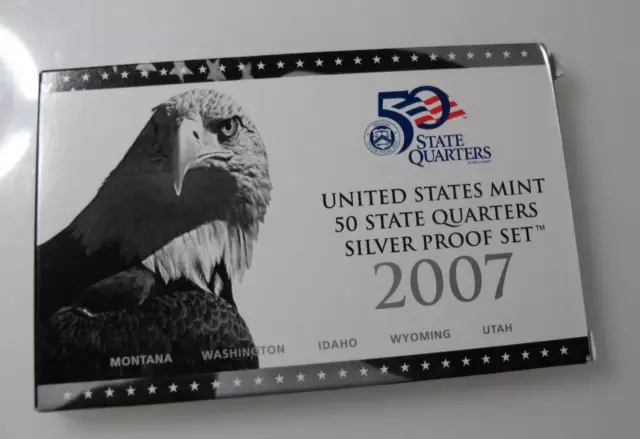 50
STATE
QUARTERS
UNITED STATES MINT
50 STATE QUARTERS
SILVER PROOF SET™
2007
MONTANA WASHINGTON IDAHO WYOMING UTAH